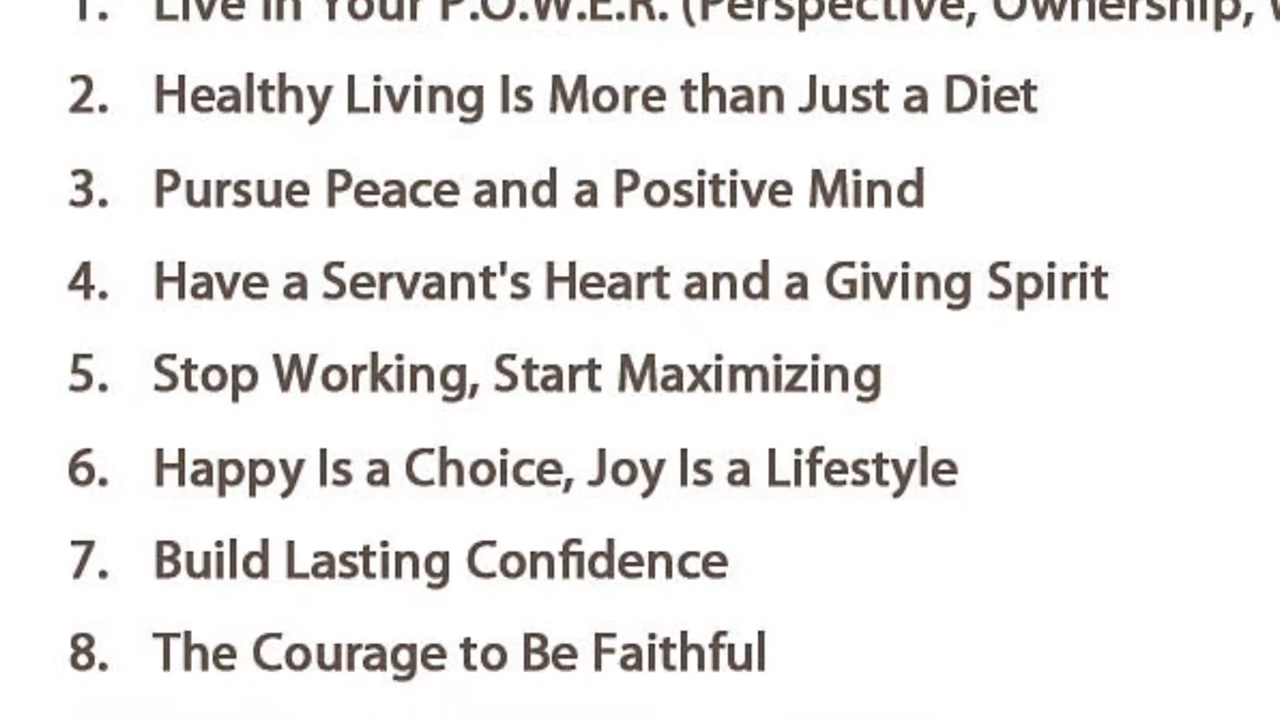 1. Live in Your P.O.W.E.R. (Perspective, Ownership,
2. Healthy Living Is More than Just a Diet
3. Pursue Peace and a Positive Mind
4. Have a Servant's Heart and a Giving Spirit
5. Stop Working, Start Maximizing
6. Happy Is a Choice, Joy Is a Lifestyle
7. Build Lasting Confidence
8. The Courage to Be Faithful